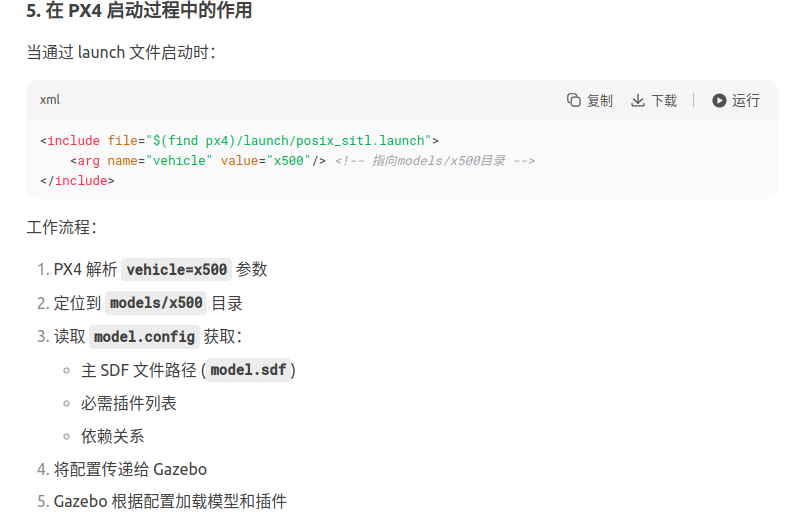 5. 在 PX4 启动过程中的作用
当通过 launch 文件启动时：
xml 复制 下载 运行
<include file="$(find px4)/launch/posix_sitl.launch">
    <arg name="vehicle" value="x500"/> <!-- 指向models/x500目录 -->
</include>
工作流程：
1. PX4 解析 vehicle=x500 参数
2. 定位到 models/x500 目录
3. 读取 model.config 获取：
◦ 主 SDF 文件路径 (model.sdf)
◦ 必需插件列表
◦ 依赖关系
4. 将配置传递给 Gazebo
5. Gazebo 根据配置加载模型和插件